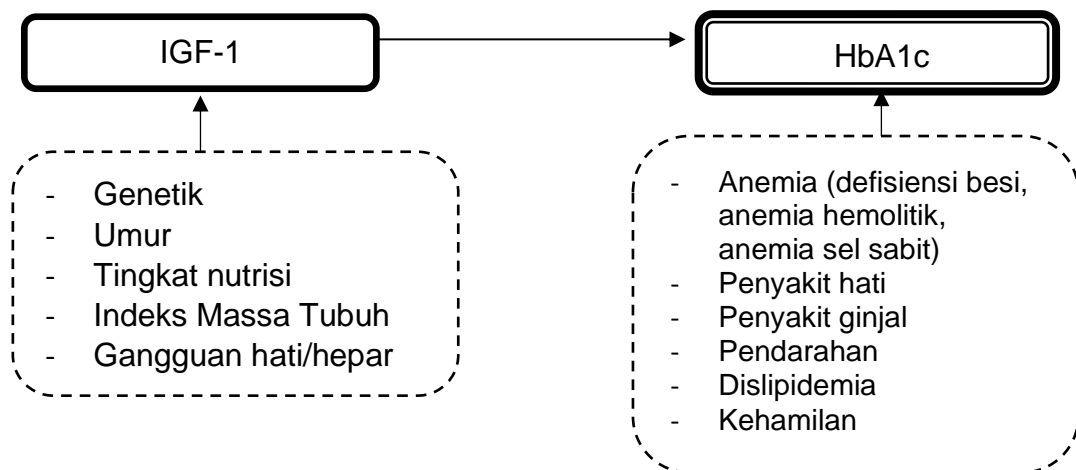 IGF-1
HbA1c
- Genetik
- Umur
- Tingkat nutrisi
- Indeks Massa Tubuh
- Gangguan hati/hepar
- Anemia (defisiensi besi,
anemia hemolitik,
anemia sel sabit)
- Penyakit hati
- Penyakit ginjal
- Pendarahan
- Dislipidemia
- Kehamilan